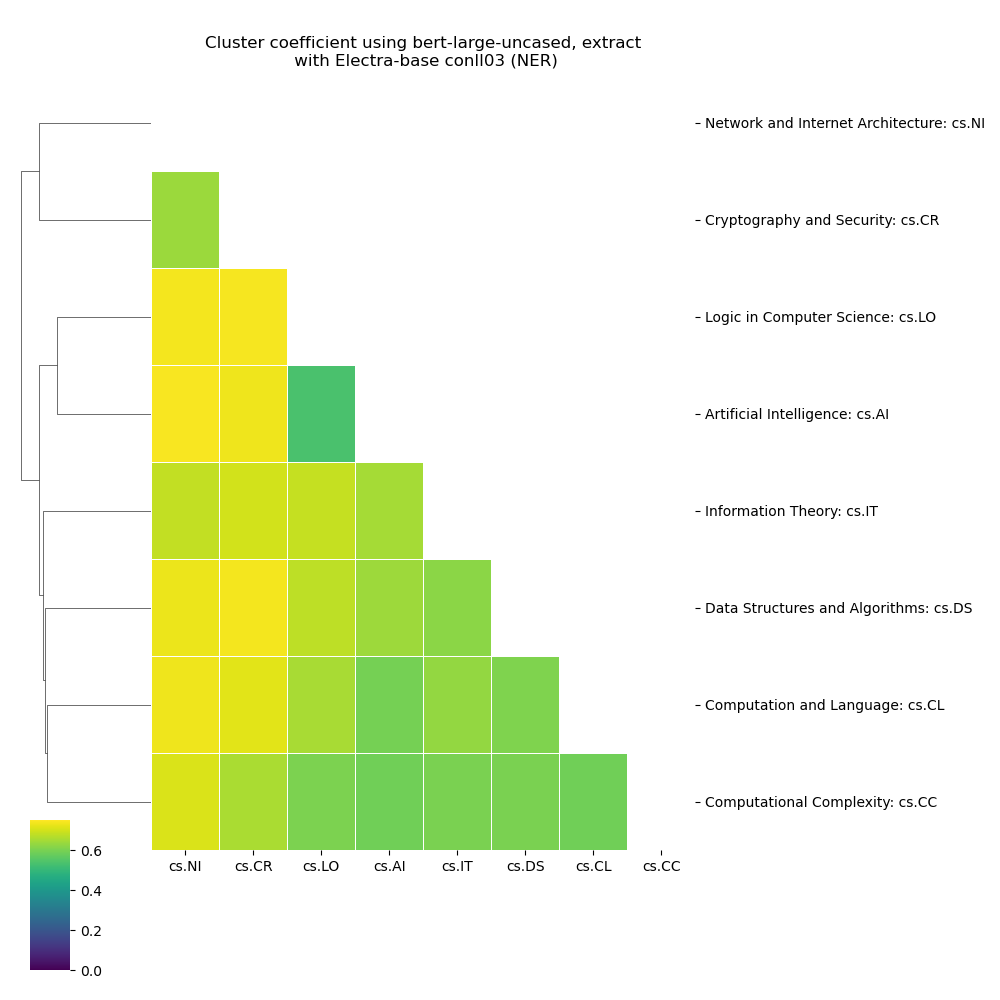 Cluster coefficient using bert-large-uncased, extract
with Electra-base conll03 (NER)
Network and Internet Architecture: cs.NI
Cryptography and Security: cs.CR
Logic in Computer Science: cs.LO
Artificial Intelligence: cs.AI
Information Theory: cs.IT
Data Structures and Algorithms: cs.DS
Computation and Language: cs.CL
Computational Complexity: cs.CC
cs.NI cs.CR cs.LO cs.AI cs.IT cs.DS cs.CL cs.CC
0.6
0.4
0.2
0.0